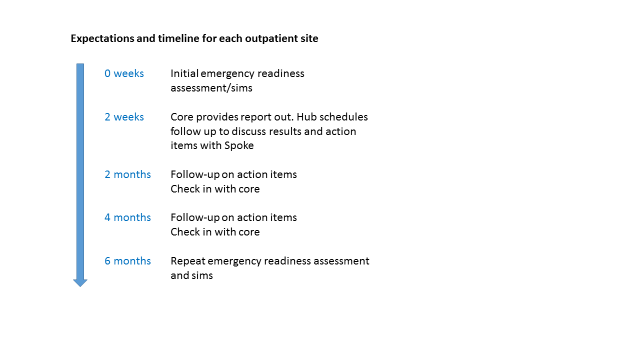 Expectations and timeline for each outpatient site
0 weeks Initial emergency readiness
assessment/sims
2 weeks Core provides report out. Hub schedules
follow up to discuss results and action
items with Spoke
2 months Follow-up on action items
Check in with core
4 months Follow-up on action items
Check in with core
6 months Repeat emergency readiness assessment
and sims